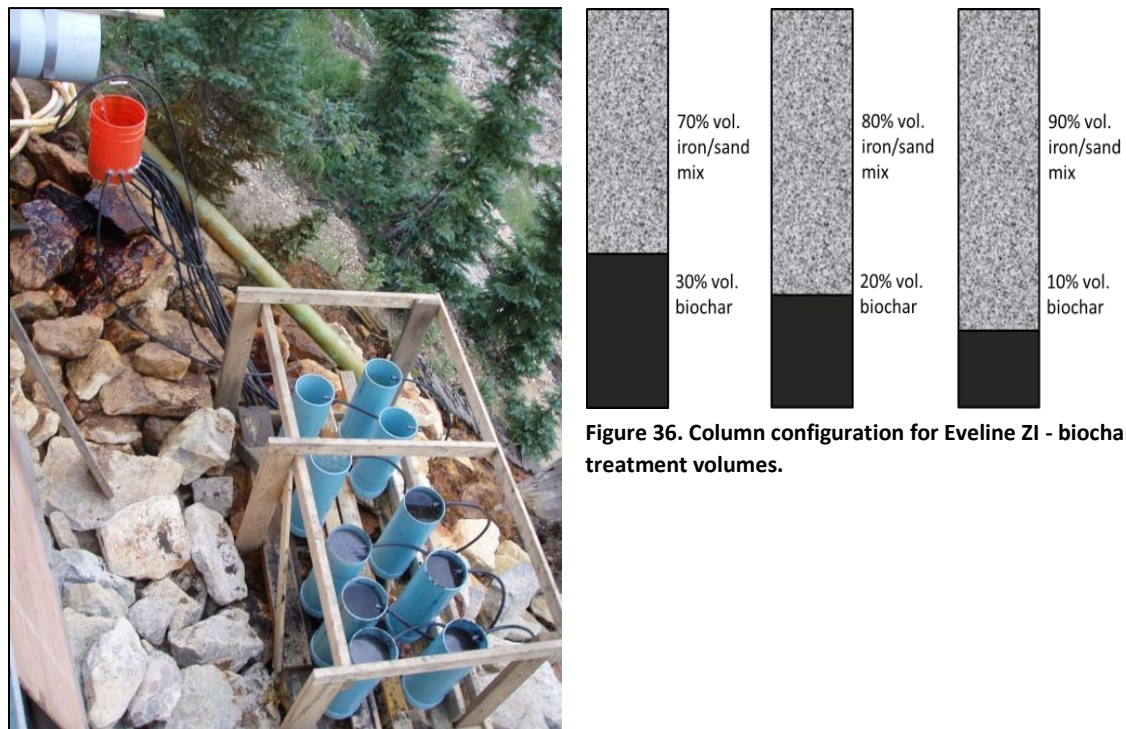 70% vol.
iron/sand
mix
30% vol.
biochar
80% vol.
iron/sand
mix
20% vol.
biochar
90% vol.
iron/sand
mix
10% vol.
biochar
Figure 36. Column configuration for Eveline ZI - biocha
treatment volumes.